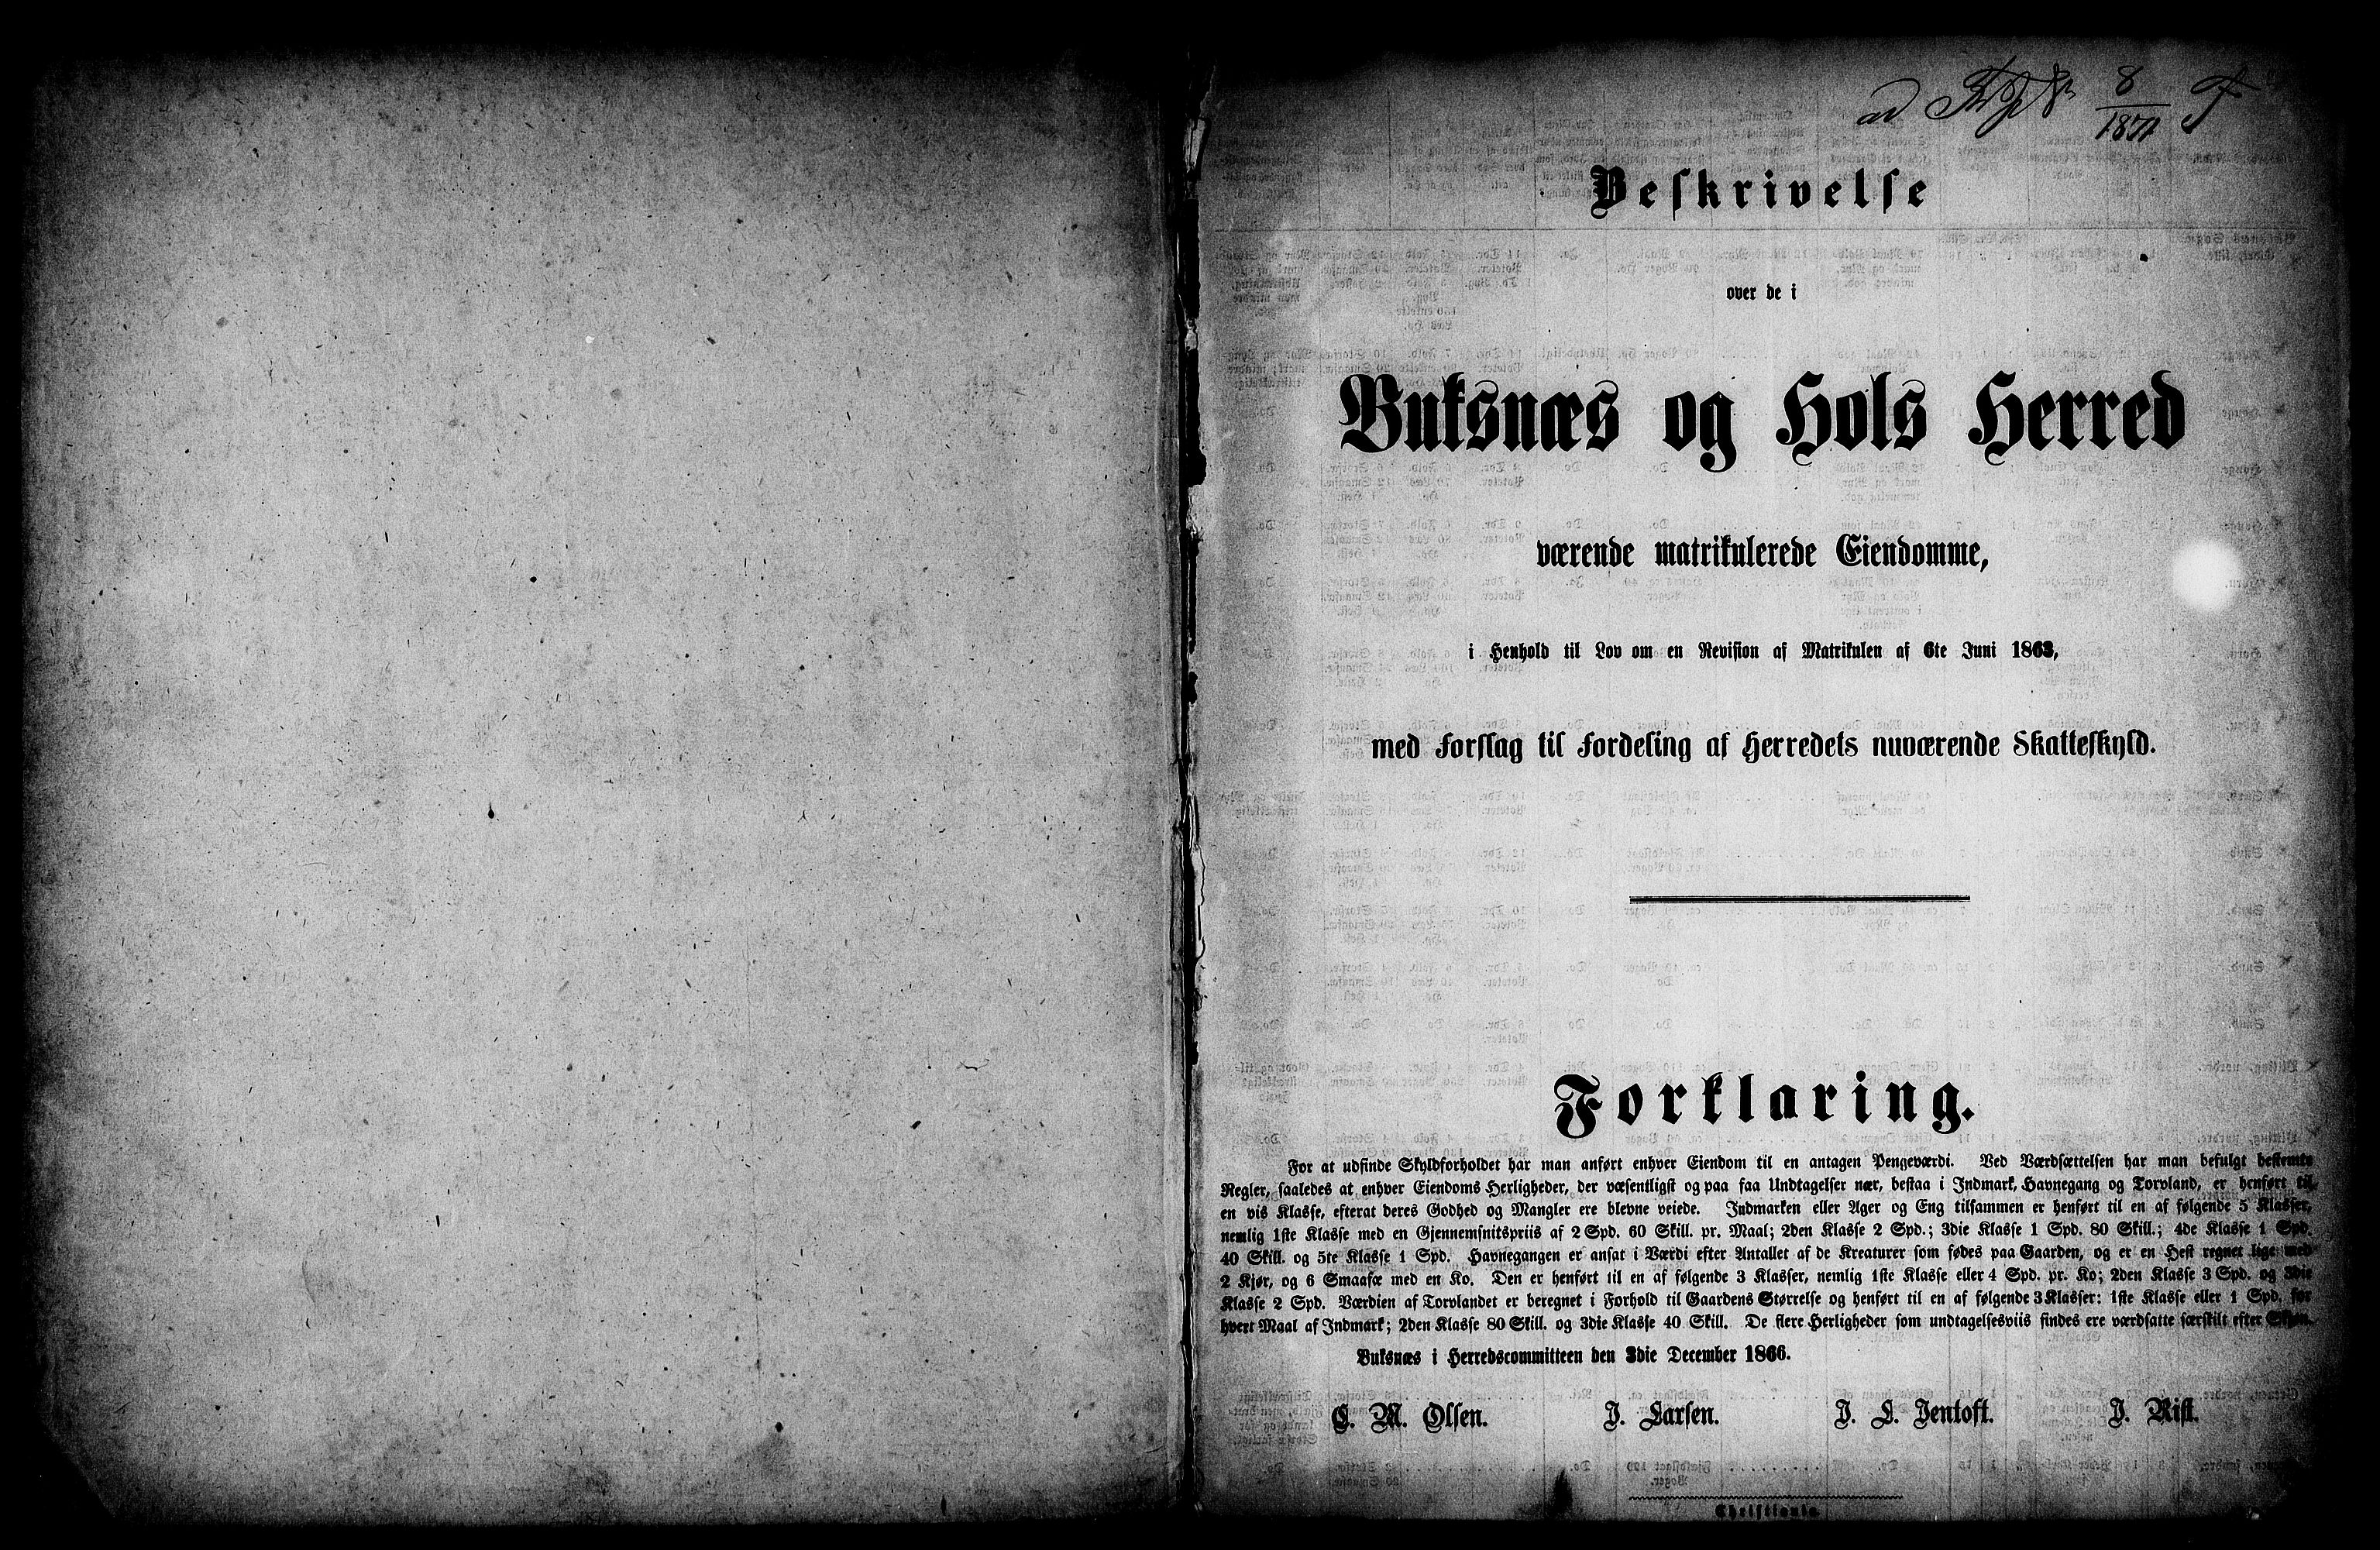 ad
8
1871
Beskrivelse
over de i
Buksnæs og Hols Herred
værende matrikulerede Eiendomme,
i Henhold til Lov om en Revision af Matrikulen af 6te Juni 1863,
med Forslag til Fordeling af Herredets nuværende Skatteskyld.
Forklaring.
For at udfinde Skyldforholdet har man anført enhver Eiendom til en antagen Pengeværdi. Ved Værdsættelsen har man befulgt bestemte
Regler, saaledes at enhver Eiendoms Herligheder, der væsentligst og paa faa Undtagelser nær, bestaa i Indmark, Havnegang og Torvland, er henført til
en vis Klasse, efterat deres Godhed og Mangler ere blevne veiede. Indmarken eller Ager og Eng tilsammen er henført til en af følgende 5 Klasser,
nemlig 1ste Klasse med en Gjennemsnitspriis af 2 Spd. 60 Skill. pr. Maal; 2den Klasse 2 Spd.; 3die Klasse 1 Spd. 80 Skill.; 4de Klasse 1 Spd.
40 Skill. og 5te Klasse 1 Spd. Havnegangen er ansat i Værdi efter Antallet af de Kreaturer som fødes paa Gaarden, og er en Hest regnet lige med
2 Kjør, og 6 Smaafæ med en Ko. Den er henført til en af følgende 3 Klasser, nemlig 1ste Klasse eller 4 Spd. pr. Ko; 2den Klasse 3 Spd. og 3die
Klasse 2 Spd. Værdien af Torvlandet er beregnet i Forhold til Gaardens Størrelse og henført til en af følgende 3 Klasser: 1ste Klasse eller 1 Spd. for
hvert Maal af Indmark; 2den Klasse 80 Skill. og 3die Klasse 40 Skill. De flere Herligheder som undtagelsesviis findes ere værdsatte særskilt efter Skjøn.
Buksnæs i Herredscommitteen den 3die December 1866.
C. M. Olsen. J. Larsen. J. L. Jentoft. J. Rist.
Christiania.